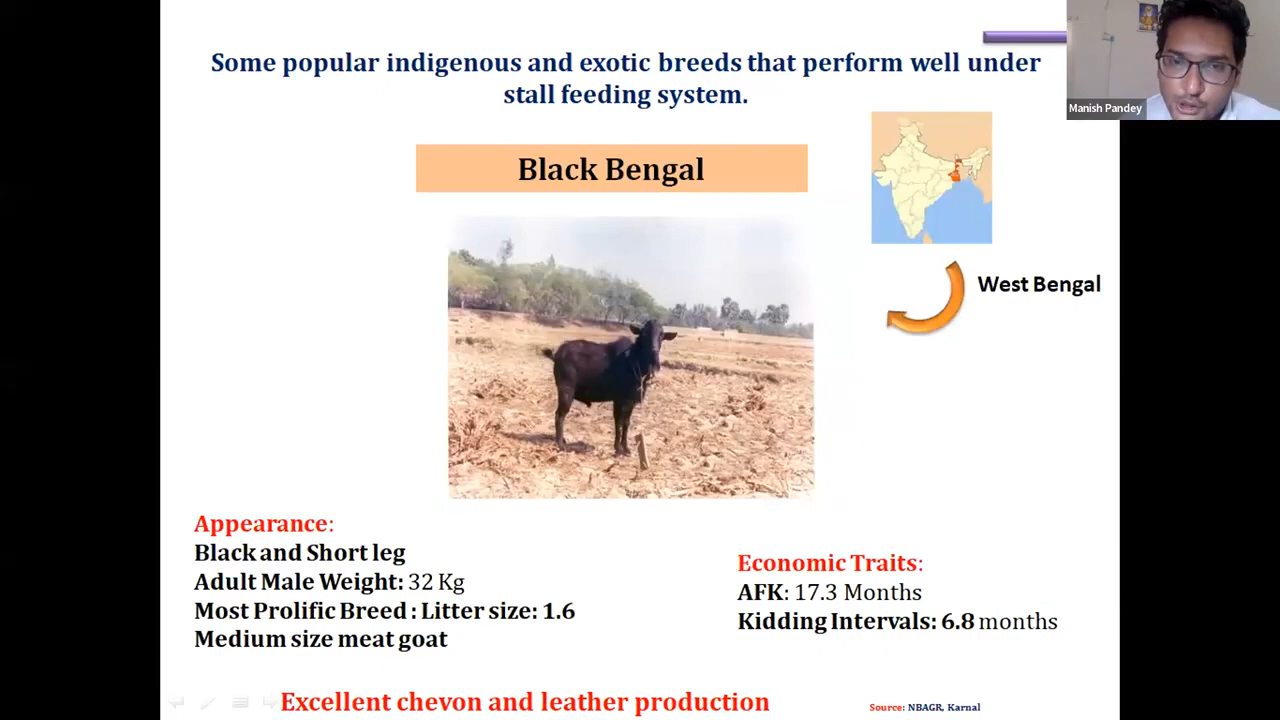 Some popular indigenous and exotic breeds that perform well under
stall feeding system.
Manish Pandey
Black Bengal
West Bengal
Appearance:
Black and Short leg
Adult Male Weight: 32 Kg
Most Prolific Breed : Litter size: 1.6
Medium size meat goat
Economic Traits:
AFK: 17.3 Months
Kidding Intervals: 6.8 months
Excellent chevon and leather production
Source: NBAGR, Karnal